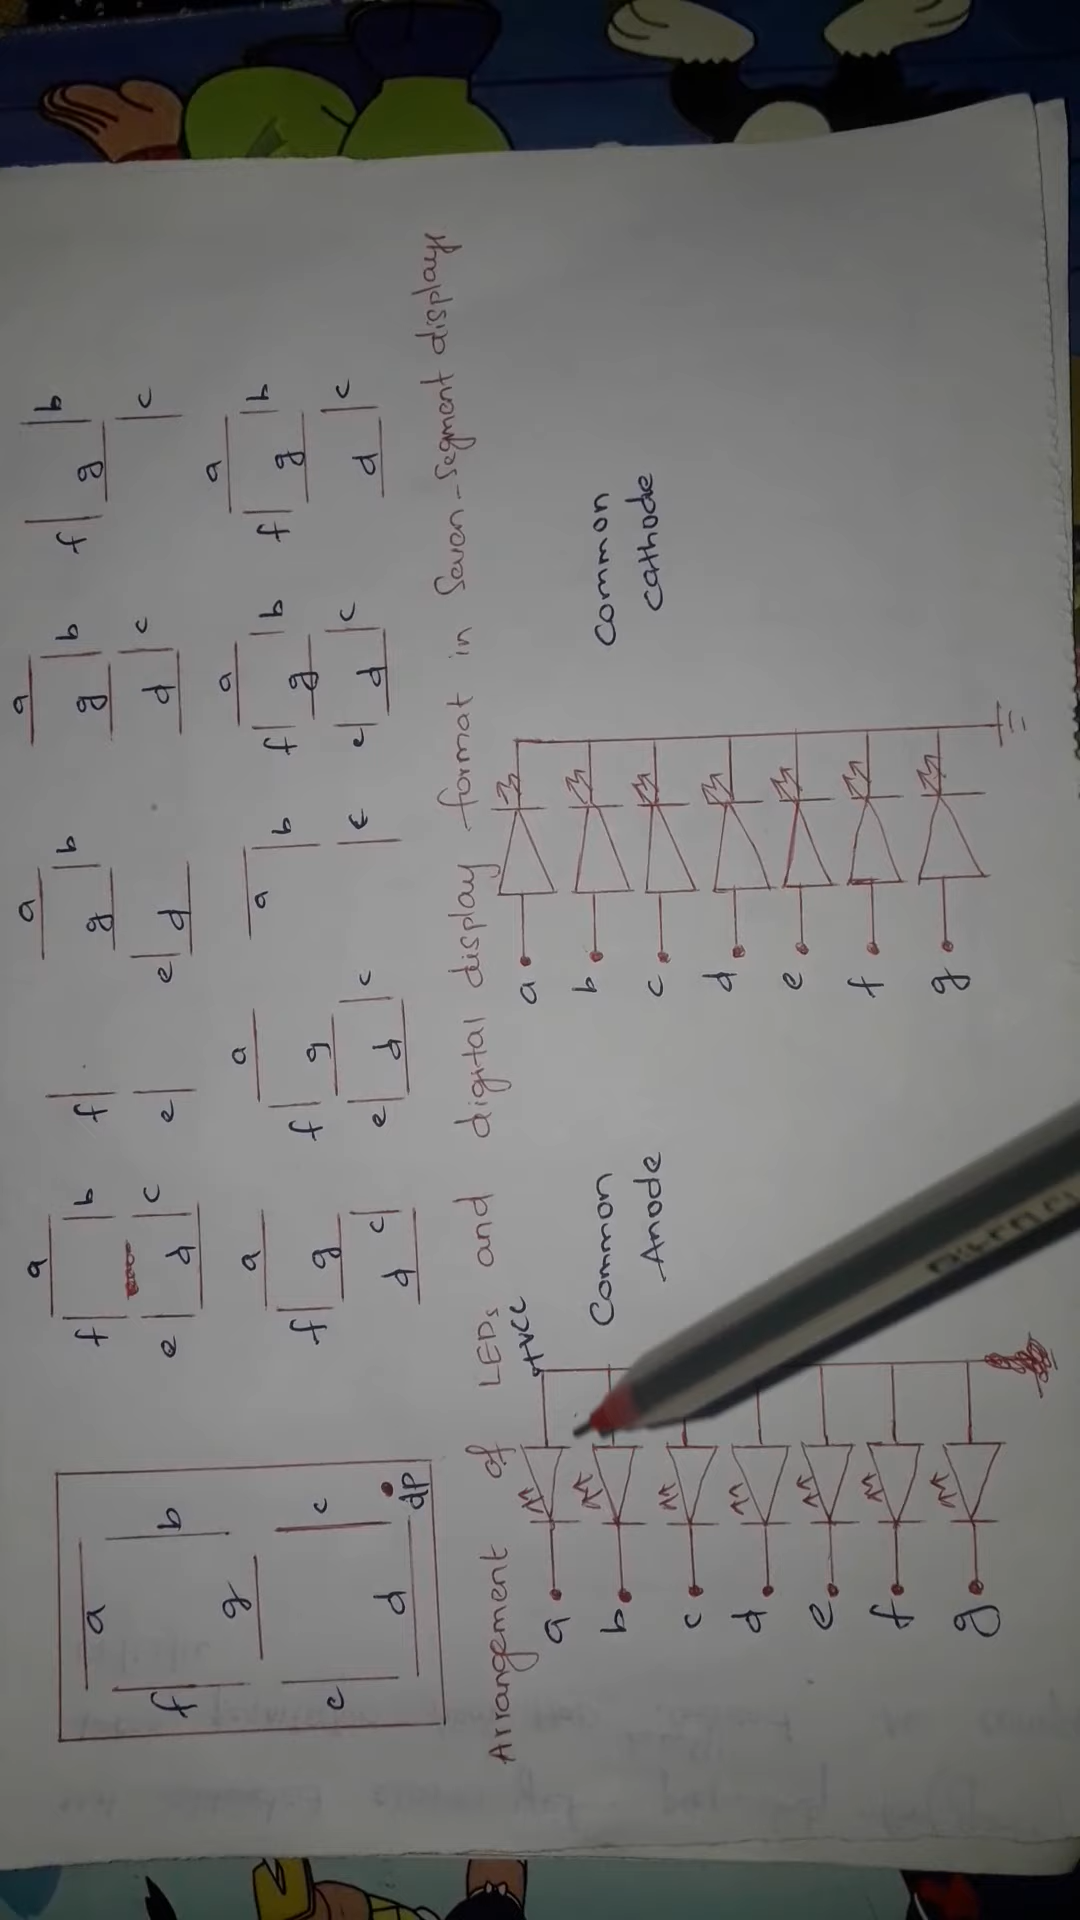 a
f b
g
e c
d
dp
a
f b
e d c
f
e
a
g b
e d
a
g b
d c
f g b
c
a
f g
d c
a
f g
e d c
a b
c
a
f g b
e d c
a
f g b
d c
Arrangement of LEDs and digital display format in Seven-Segment displays
+VCC
a
b
c
d
e
f
g
Common
Anode
a
b
c
d
e
f
g
Common
cathode